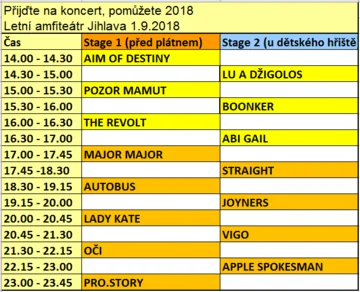 Přijďte na koncert, pomůžete 2018
Letní amfiteátr Jihlava 1.9.2018
Čas Stage 1 (před plátnem) Stage 2 (u dětského hřiště
14.00 - 14.30 AIM OF DESTINY
14.30 - 15.00 LU A DŽIGOLOS
15.00 - 15.30 POZOR MAMUT
15.30 - 16.00 BOONKER
16.00 - 16.30 THE REVOLT
16.30 - 17.00 ABI GAIL
17.00 - 17.45 MAJOR MAJOR
17.45 -18.30 STRAIGHT
18.30 - 19.15 AUTOBUS
19.15 - 20.00 JOYNERS
20.00 - 20.45 LADY KATE
20.45 - 21.30 VIGO
21.30 - 22.15 OČI
22.15 - 23.00 APPLE SPOKESMAN
23.00 - 23.45 PRO.STORY